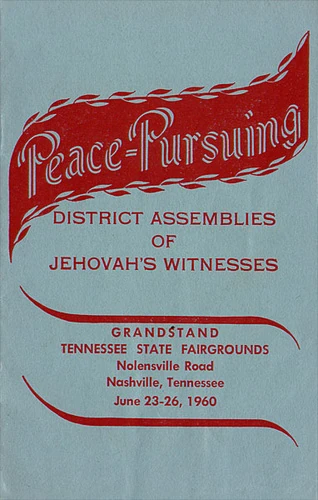 Peace-Pursuing
DISTRICT ASSEMBLIES
OF
JEHOVAH'S WITNESSES
GRANDSTAND
TENNESSEE STATE FAIRGROUNDS
Nolensville Road
Nashville, Tennessee
June 23-26, 1960